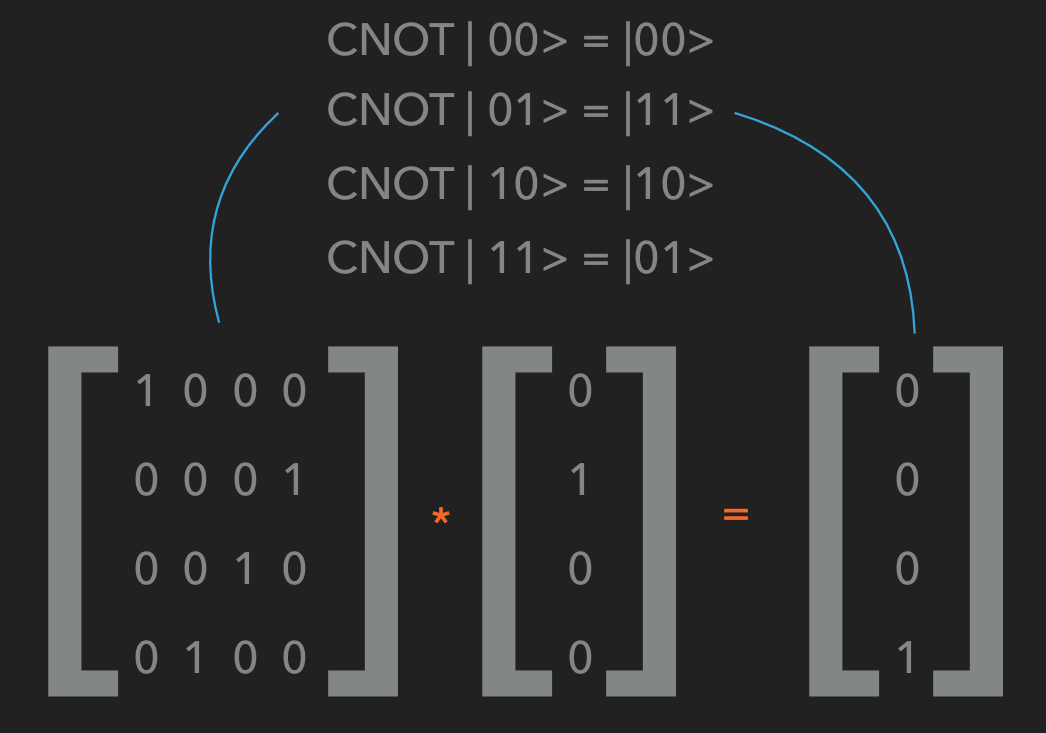 CNOT | 00> = |00>
CNOT | 01> = |11>
CNOT | 10> = |10>
CNOT | 11> = |01>
1 0 0 0 0 0
0 0 0 1 1 0
* =
0 0 1 0 0 0
0 1 0 0 0 1